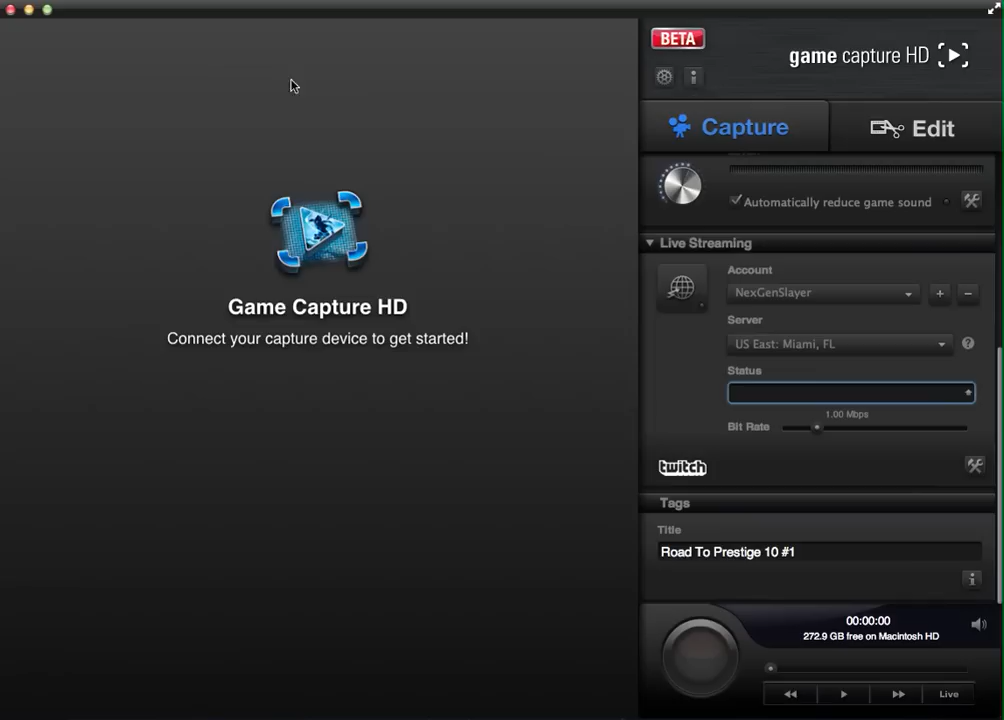 BETA
game capture HD
Capture
Edit
Automatically reduce game sound
Live Streaming
Account
NexGenSlayer
+
−
Server
US East: Miami, FL
?
Status
1.00 Mbps
Bit Rate
twitch
Tags
Title
Road To Prestige 10 #1
00:00:00
272.9 GB free on Macintosh HD
Live
Game Capture HD
Connect your capture device to get started!